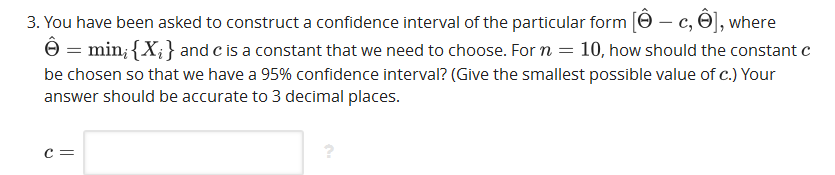 3. You have been asked to construct a confidence interval of the particular form [Θ̂ − c, Θ̂], where
Θ̂ = minᵢ{Xᵢ} and c is a constant that we need to choose. For n = 10, how should the constant c
be chosen so that we have a 95% confidence interval? (Give the smallest possible value of c.) Your
answer should be accurate to 3 decimal places.
c =
?